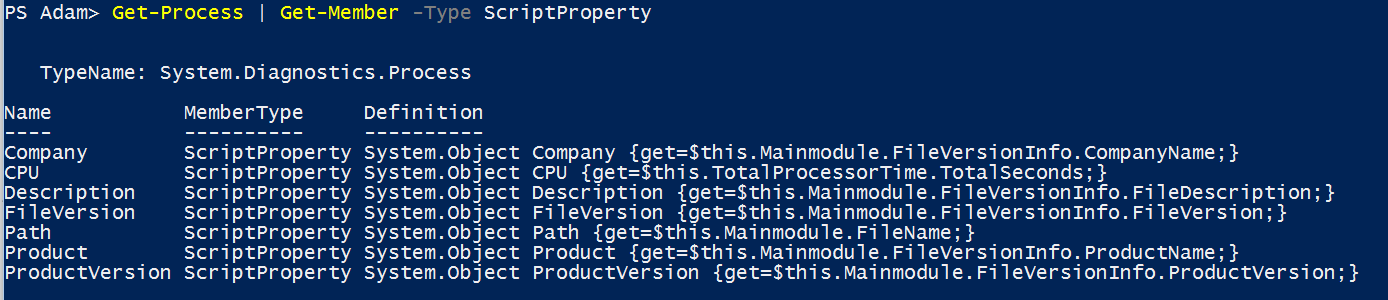 PS Adam> Get-Process | Get-Member -Type ScriptProperty
TypeName: System.Diagnostics.Process
Name MemberType Definition
---- ---------- ----------
Company ScriptProperty System.Object Company {get=$this.Mainmodule.FileVersionInfo.CompanyName;}
CPU ScriptProperty System.Object CPU {get=$this.TotalProcessorTime.TotalSeconds;}
Description ScriptProperty System.Object Description {get=$this.Mainmodule.FileVersionInfo.FileDescription;}
FileVersion ScriptProperty System.Object FileVersion {get=$this.Mainmodule.FileVersionInfo.FileVersion;}
Path ScriptProperty System.Object Path {get=$this.Mainmodule.FileName;}
Product ScriptProperty System.Object Product {get=$this.Mainmodule.FileVersionInfo.ProductName;}
ProductVersion ScriptProperty System.Object ProductVersion {get=$this.Mainmodule.FileVersionInfo.ProductVersion;}